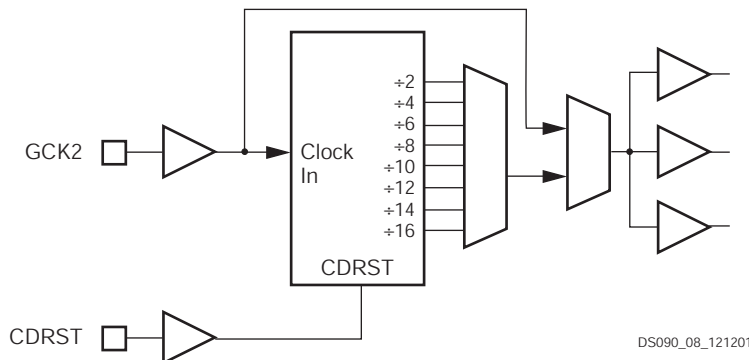 ÷2
÷4
÷6
GCK2
Clock
÷8
In
÷10
÷12
÷14
÷16
CDRST
CDRST
DS090_08_121201